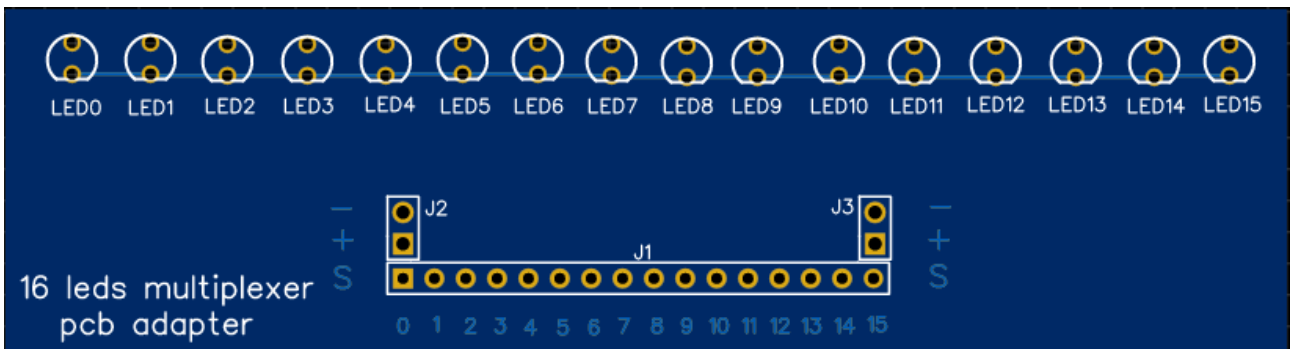 LED0 LED1 LED2 LED3 LED4 LED5 LED6 LED7 LED8 LED9 LED10 LED11 LED12 LED13 LED14 LED15
− J2 J3 −
+ J1 +
S S
16 leds multiplexer
pcb adapter
0 1 2 3 4 5 6 7 8 9 10 11 12 13 14 15